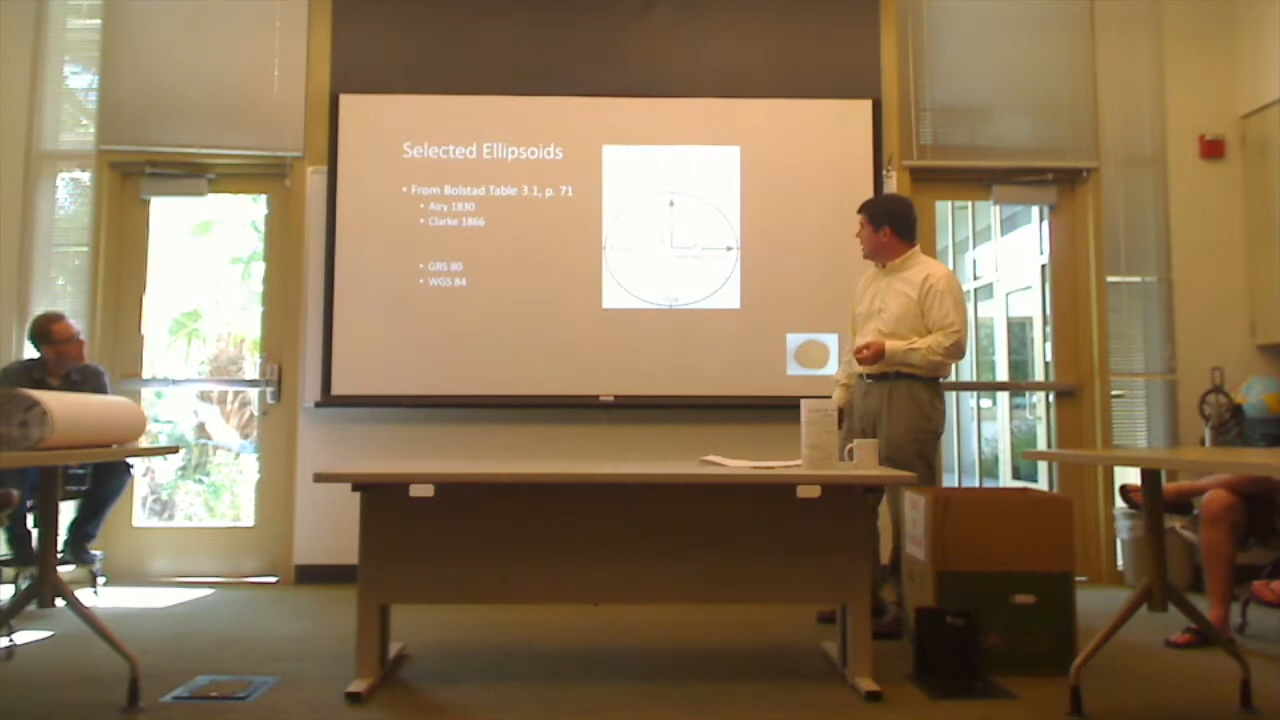 Selected Ellipsoids
• From Bolstad Table 3.1, p. 71
• Airy 1830
• Clarke 1866
• GRS 80
• WGS 84